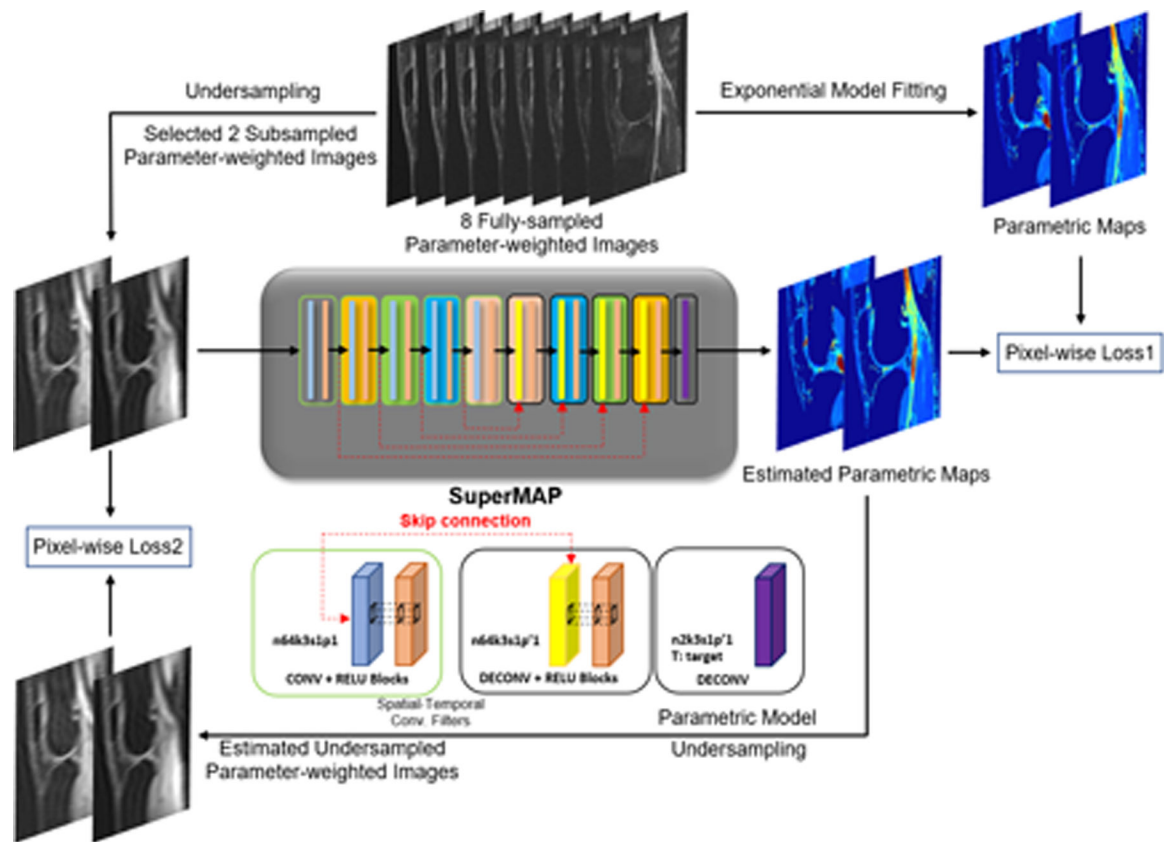 Undersampling
Selected 2 Subsampled
Parameter-weighted Images
Exponential Model Fitting
8 Fully-sampled
Parameter-weighted Images
Parametric Maps
Pixel-wise Loss1
Estimated Parametric Maps
SuperMAP
Skip connection
Pixel-wise Loss2
n64k3s1p1
CONV + RELU Blocks
n64k3s1p'1
DECONV + RELU Blocks
n2k3s1p'1
T: target
DECONV
Spatial-Temporal
Conv. Filters
Parametric Model
Undersampling
Estimated Undersampled
Parameter-weighted Images